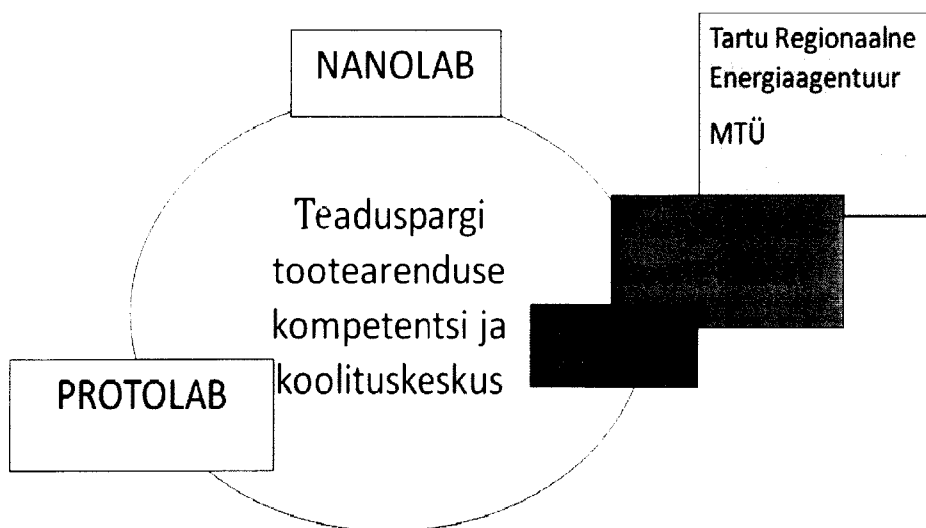 NANOLAB
Tartu Regionaalne
Energiaagentuur
MTÜ
Teaduspargi
tootearenduse
kompetentsi ja
koolituskeskus
PROTOLAB